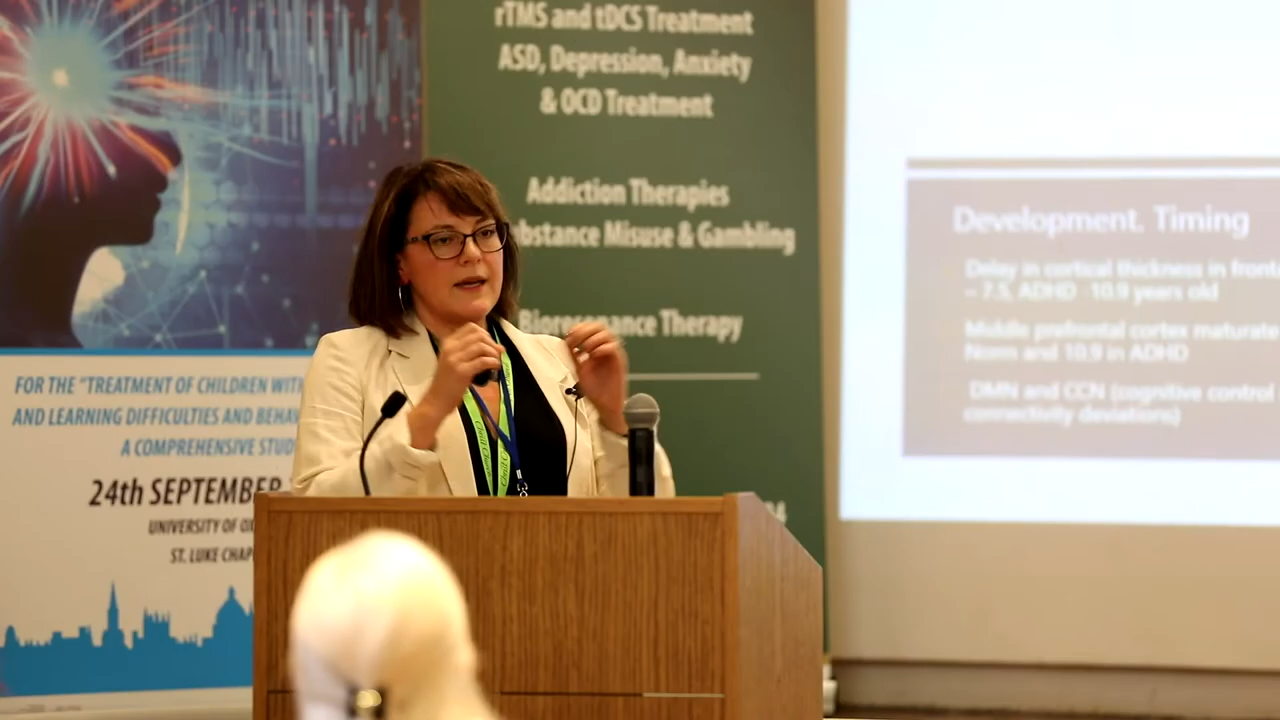 rTMS and tDCS Treatment
ASD, Depression, Anxiety
& OCD Treatment
Addiction Therapies
bstance Misuse & Gambling
Bioresonance Therapy
FOR THE "TREATMENT OF CHILDREN WITH
AND LEARNING DIFFICULTIES AND BEHAV
A COMPREHENSIVE STUD
24th SEPTEMBER
UNIVERSITY OF OX
ST. LUKE CHAP
Development. Timing
Delay in cortical thickness in front
– 7.5, ADHD 10.9 years old
Middle prefrontal cortex maturate
Norm and 10.9 in ADHD
DMN and CCN (cognitive control
connectivity deviations)